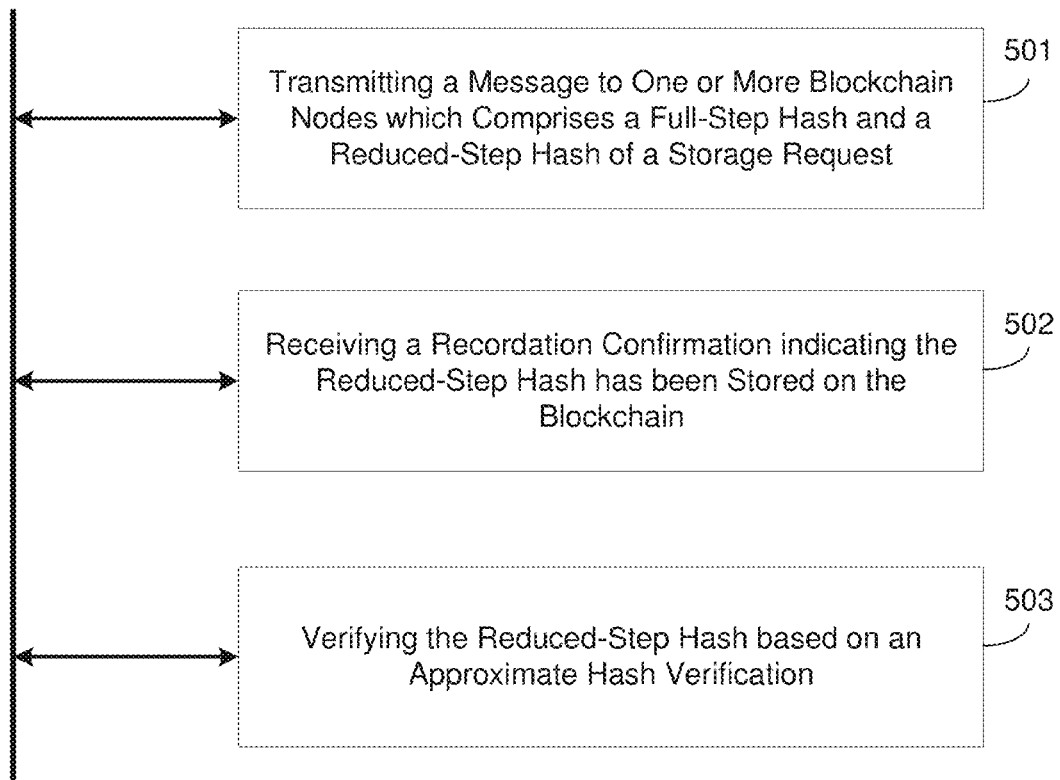 Transmitting a Message to One or More Blockchain
Nodes which Comprises a Full-Step Hash and a
Reduced-Step Hash of a Storage Request
501
Receiving a Recordation Confirmation indicating the
Reduced-Step Hash has been Stored on the
Blockchain
502
Verifying the Reduced-Step Hash based on an
Approximate Hash Verification
503